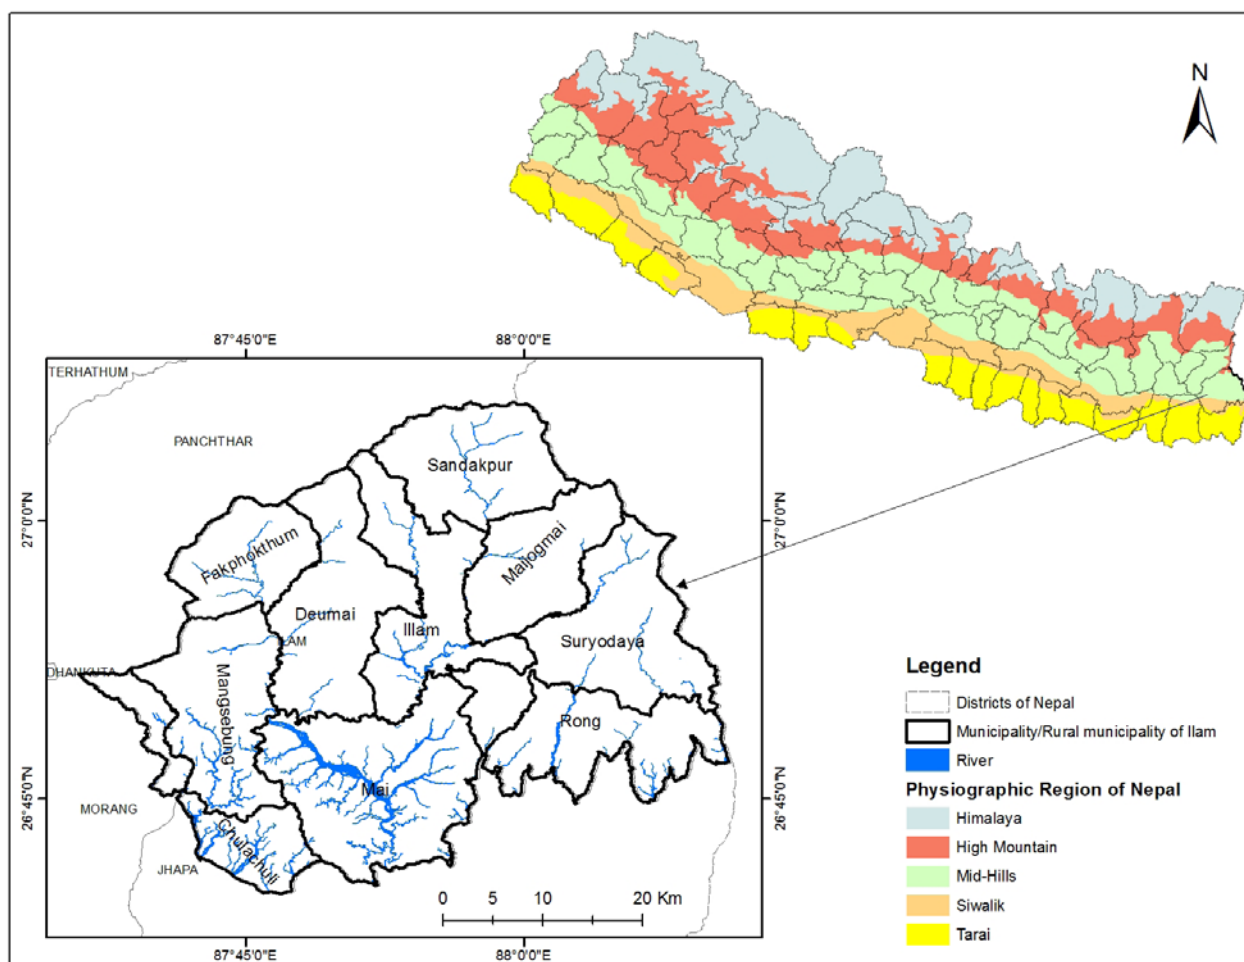 N
87°45'0"E
88°0'0"E
TERHATHUM
PANCHTHAR
Sandakpur
27°0'0"N
27°0'0"N
Fakphokthum
Maijogmai
Deumai
Illam
LAM
Suryodaya
DHANKUTA
Mangsebung
Rong
Mai
26°45'0"N
26°45'0"N
MORANG
Chulachuli
JHAPA
0 5 10 20 Km
87°45'0"E
88°0'0"E
Legend
Districts of Nepal
Municipality/Rural municipality of Ilam
River
Physiographic Region of Nepal
Himalaya
High Mountain
Mid-Hills
Siwalik
Tarai